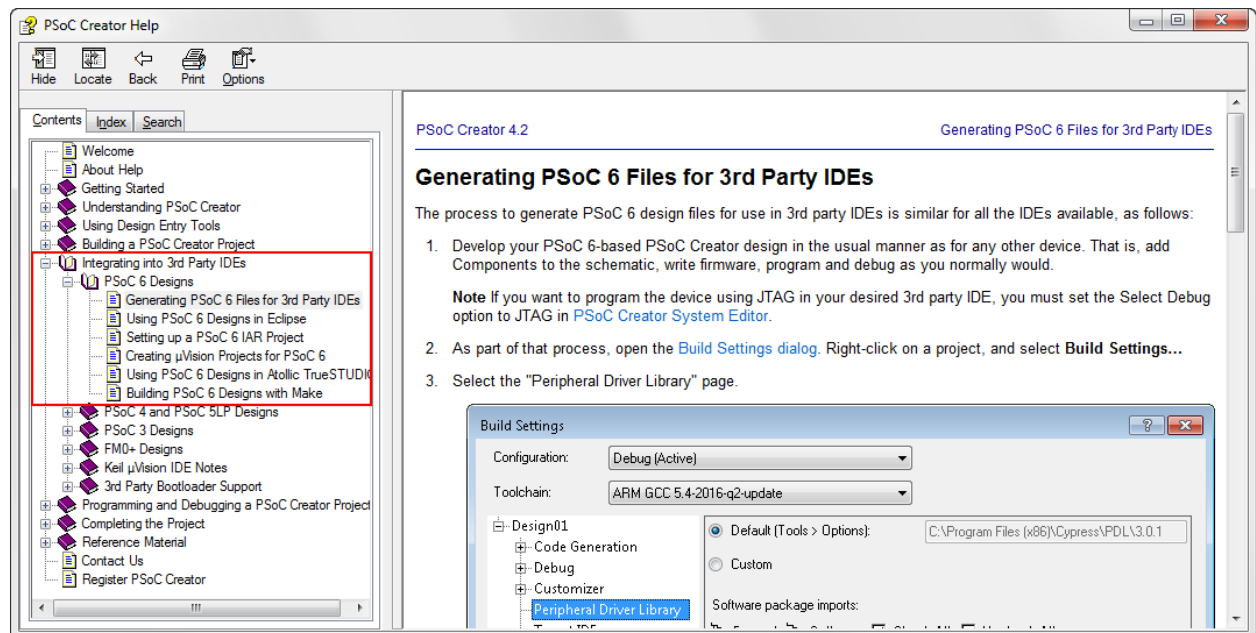 PSoC Creator Help
Hide Locate Back Print Options
Contents Index Search
Welcome
About Help
Getting Started
Understanding PSoC Creator
Using Design Entry Tools
Building a PSoC Creator Project
Integrating into 3rd Party IDEs
PSoC 6 Designs
Generating PSoC 6 Files for 3rd Party IDEs
Using PSoC 6 Designs in Eclipse
Setting up a PSoC 6 IAR Project
Creating µVision Projects for PSoC 6
Using PSoC 6 Designs in Atollic TrueSTUDIO
Building PSoC 6 Designs with Make
PSoC 4 and PSoC 5LP Designs
PSoC 3 Designs
FM0+ Designs
Keil µVision IDE Notes
3rd Party Bootloader Support
Programming and Debugging a PSoC Creator Project
Completing the Project
Reference Material
Contact Us
Register PSoC Creator
PSoC Creator 4.2 Generating PSoC 6 Files for 3rd Party IDEs
Generating PSoC 6 Files for 3rd Party IDEs
The process to generate PSoC 6 design files for use in 3rd party IDEs is similar for all the IDEs available, as follows:
1. Develop your PSoC 6-based PSoC Creator design in the usual manner as for any other device. That is, add
Components to the schematic, write firmware, program and debug as you normally would.
Note If you want to program the device using JTAG in your desired 3rd party IDE, you must set the Select Debug
option to JTAG in PSoC Creator System Editor.
2. As part of that process, open the Build Settings dialog. Right-click on a project, and select Build Settings...
3. Select the "Peripheral Driver Library" page.
Build Settings
Configuration: Debug (Active)
Toolchain: ARM GCC 5.4-2016-q2-update
Design01
Code Generation
Debug
Customizer
Peripheral Driver Library
Default (Tools > Options): C:\Program Files (x86)\Cypress\PDL\3.0.1
Custom
Software package imports: